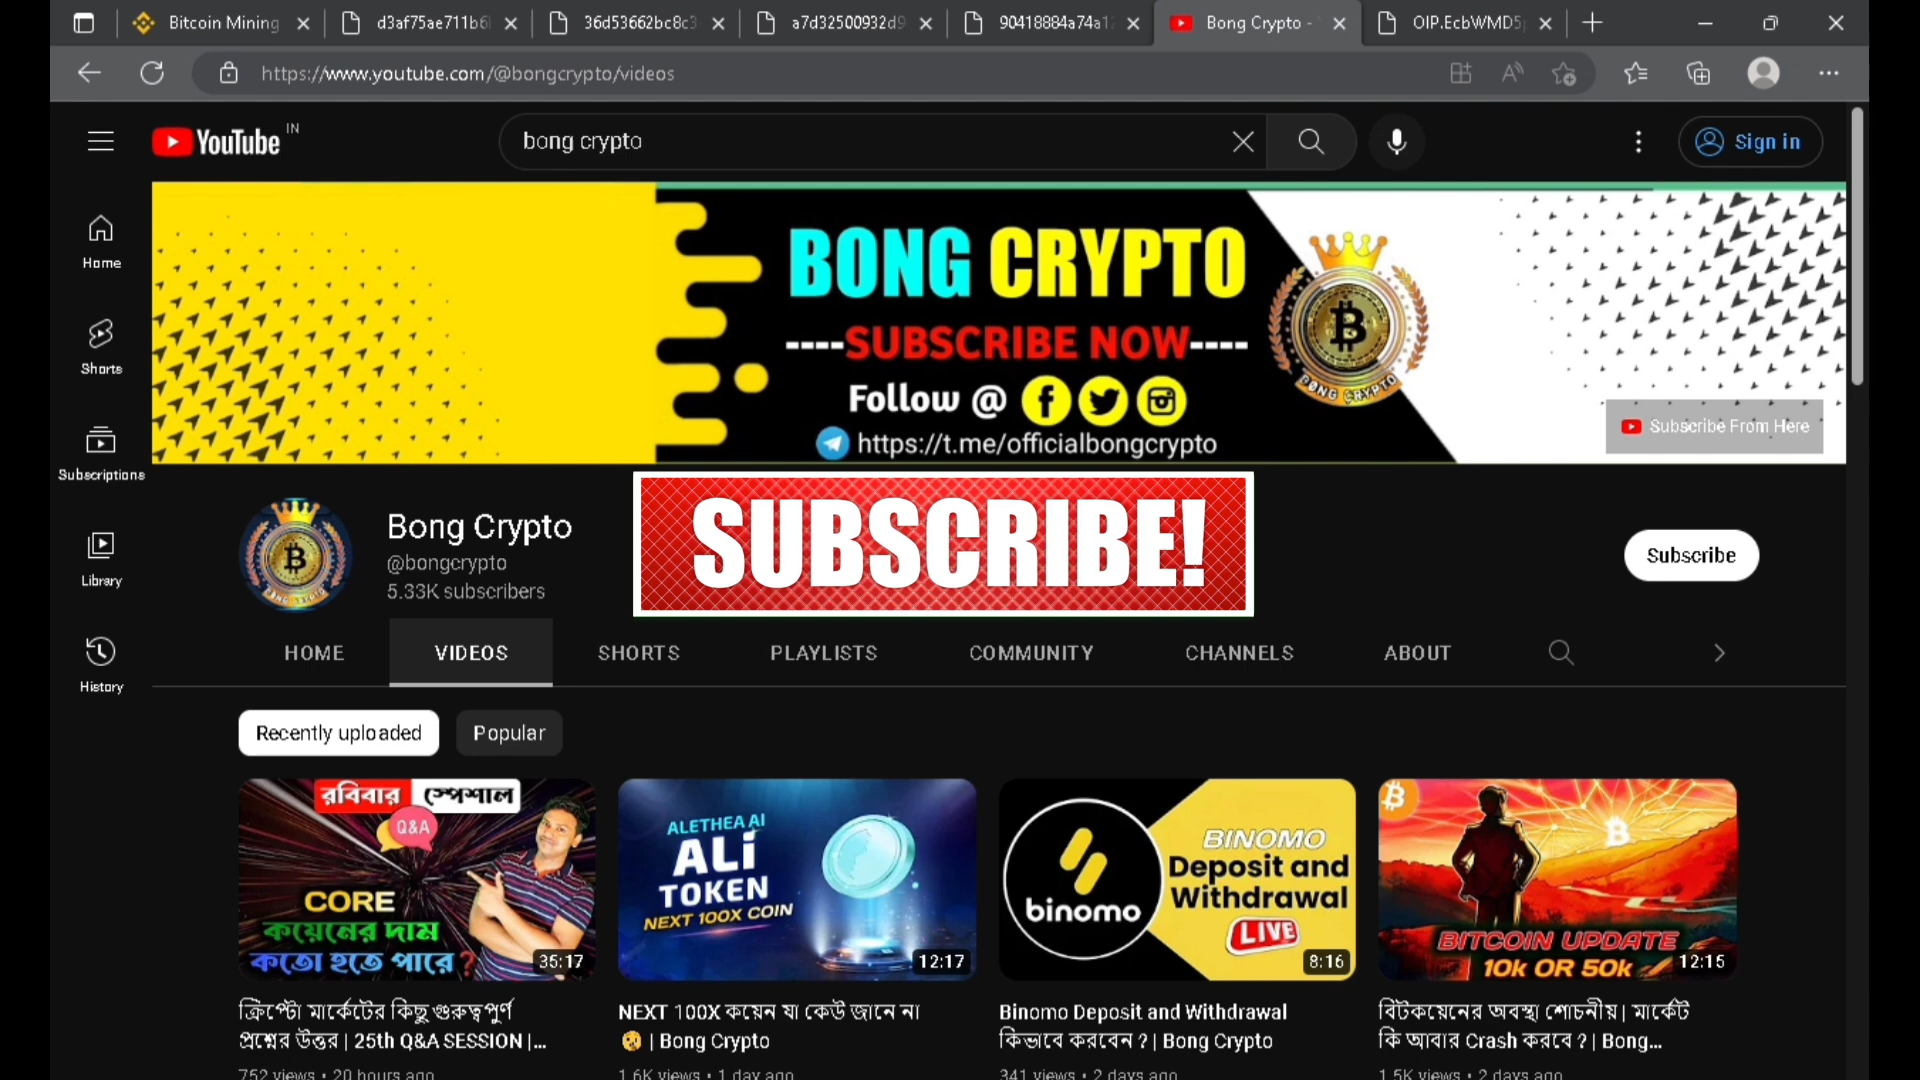 Bitcoin Mining
d3af75ae711b6
36d53662bc8c3
a7d32500932d9
90418884a74a12
Bong Crypto -
OIP.EcbWMD5
https://www.youtube.com/@bongcrypto/videos
YouTube IN
bong crypto
Sign in
Home
Shorts
Subscriptions
Library
History
BONG CRYPTO
----SUBSCRIBE NOW----
Follow @
https://t.me/officialbongcrypto
BONG CRYPTO
Subscribe From Here
Bong Crypto
@bongcrypto
5.33K subscribers
SUBSCRIBE!
Subscribe
HOME
VIDEOS
SHORTS
PLAYLISTS
COMMUNITY
CHANNELS
ABOUT
Recently uploaded
Popular
রবিবার স্পেশাল
Q&A
CORE
কয়েনের দাম
কতো হতে পারে?
35:17
ALETHEA AI
ALi
TOKEN
NEXT 100X COIN
12:17
binomo
BINOMO
Deposit and
Withdrawal
LIVE
8:16
BITCOIN UPDATE
10k OR 50k
12:15
ক্রিপ্টো মার্কেটের কিছু গুরুত্বপুর্ণ
প্রশ্নের উত্তর | 25th Q&A SESSION |...
752 views • 20 hours ago
NEXT 100X কয়েন যা কেউ জানে না
| Bong Crypto
1.6K views • 1 day ago
Binomo Deposit and Withdrawal
কিভাবে করবেন ? | Bong Crypto
341 views • 2 days ago
বিটকয়েনের অবস্থা শোচনীয় | মার্কেট
কি আবার Crash করবে ? | Bong...
1.5K views • 2 days ago